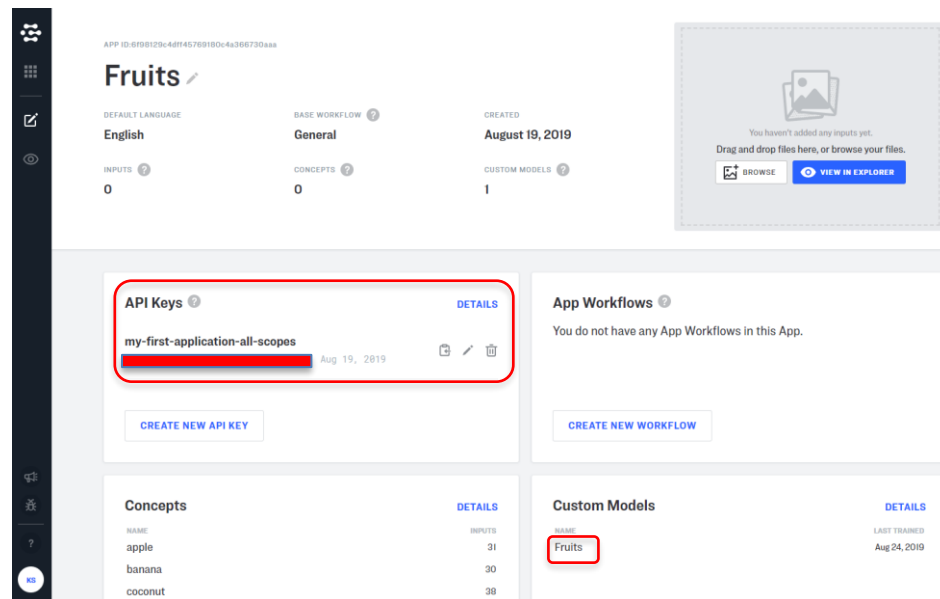 APP ID:6f98129c4dff45769180c4a366730aaa
Fruits
DEFAULT LANGUAGE
BASE WORKFLOW ?
CREATED
English
General
August 19, 2019
INPUTS ?
CONCEPTS ?
CUSTOM MODELS ?
0
0
1
You haven't added any inputs yet.
Drag and drop files here, or browse your files.
BROWSE
VIEW IN EXPLORER
API Keys ?
DETAILS
my-first-application-all-scopes
Aug 19, 2019
CREATE NEW API KEY
App Workflows ?
You do not have any App Workflows in this App.
CREATE NEW WORKFLOW
Concepts
DETAILS
NAME
INPUTS
apple
31
banana
30
coconut
38
Custom Models
DETAILS
NAME
LAST TRAINED
Fruits
Aug 24, 2019
?
KS